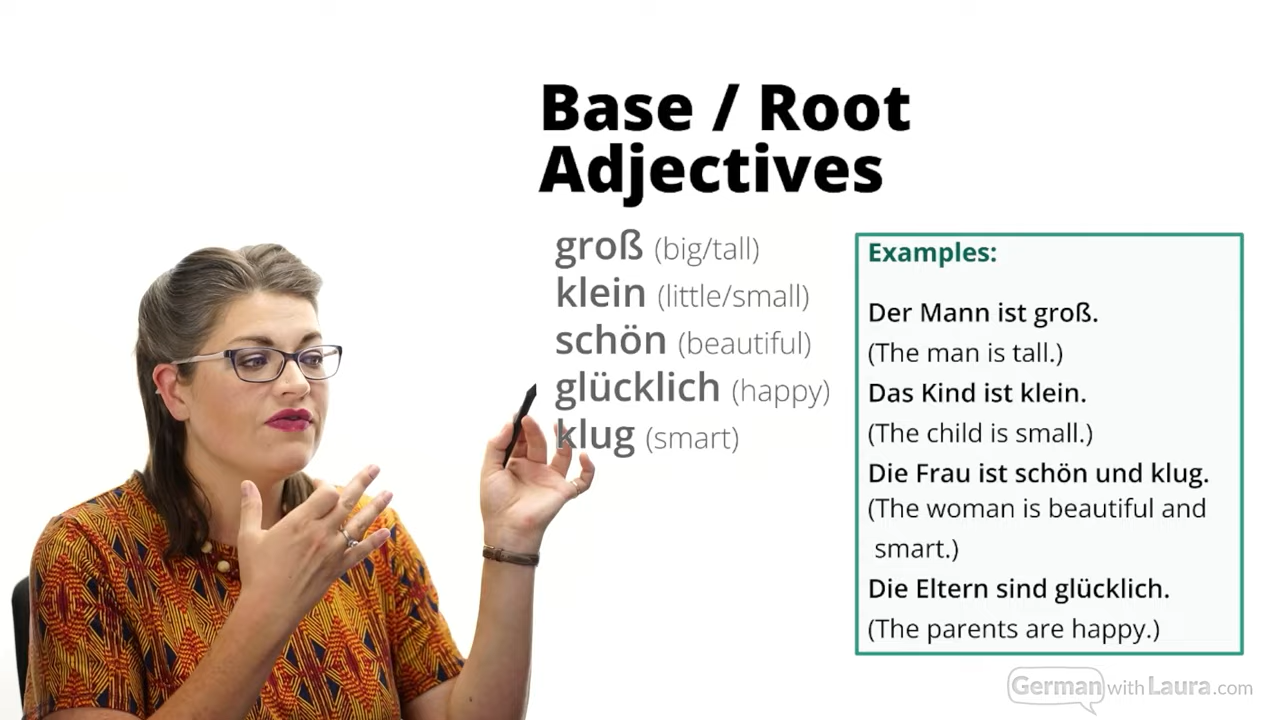 Base / Root
Adjectives
groß (big/tall)
klein (little/small)
schön (beautiful)
glücklich (happy)
klug (smart)
Examples:
Der Mann ist groß.
(The man is tall.)
Das Kind ist klein.
(The child is small.)
Die Frau ist schön und klug.
(The woman is beautiful and
smart.)
Die Eltern sind glücklich.
(The parents are happy.)
German with Laura.com